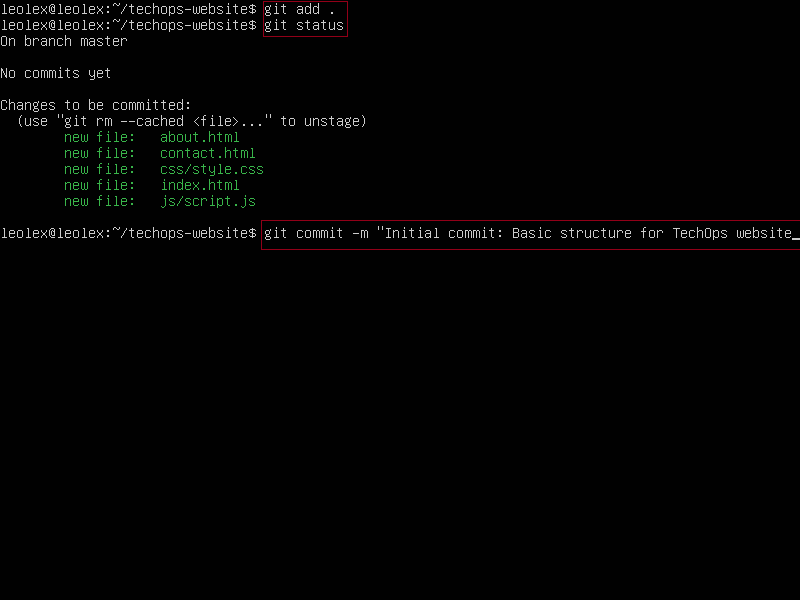 leolex@leolex:~/techops-website$ git add .
leolex@leolex:~/techops-website$ git status
On branch master
No commits yet
Changes to be committed:
(use "git rm --cached <file>..." to unstage)
new file: about.html
new file: contact.html
new file: css/style.css
new file: index.html
new file: js/script.js
leolex@leolex:~/techops-website$ git commit -m "Initial commit: Basic structure for TechOps website_